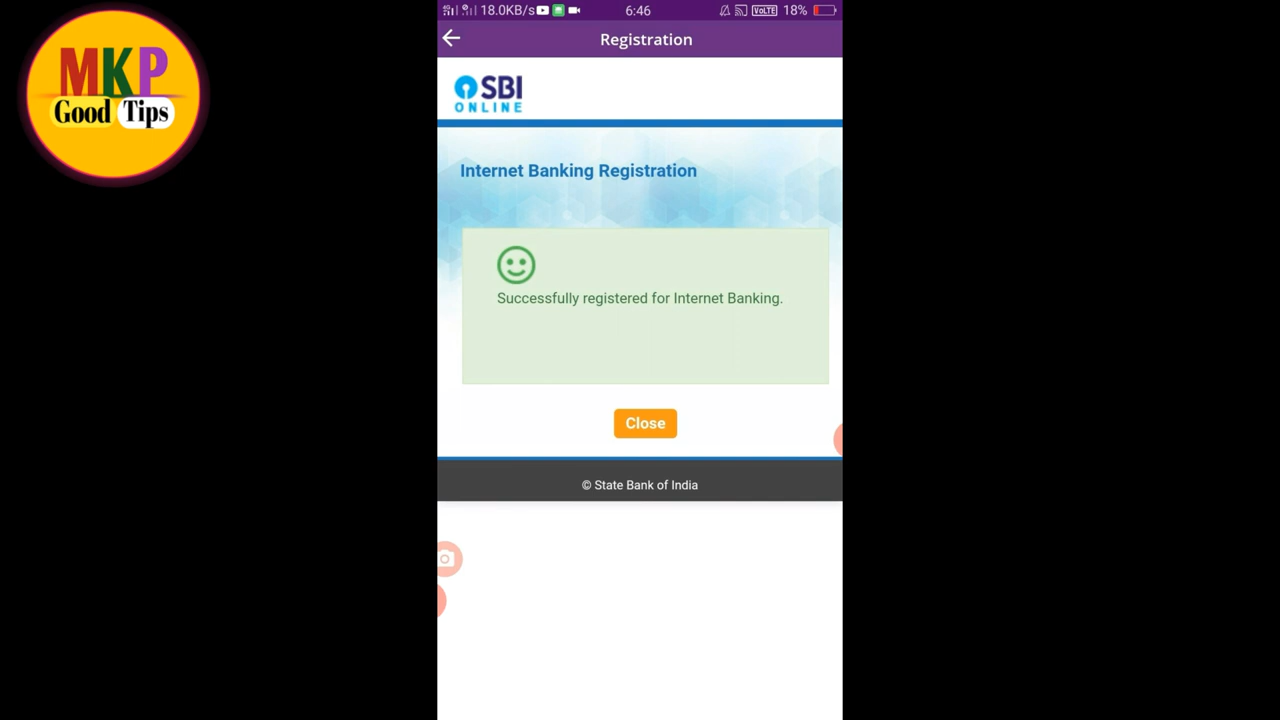 MKP
Good Tips
18.0KB/s
6:46
VoLTE
18%
Registration
SBI
ONLINE
Internet Banking Registration
Successfully registered for Internet Banking.
Close
© State Bank of India